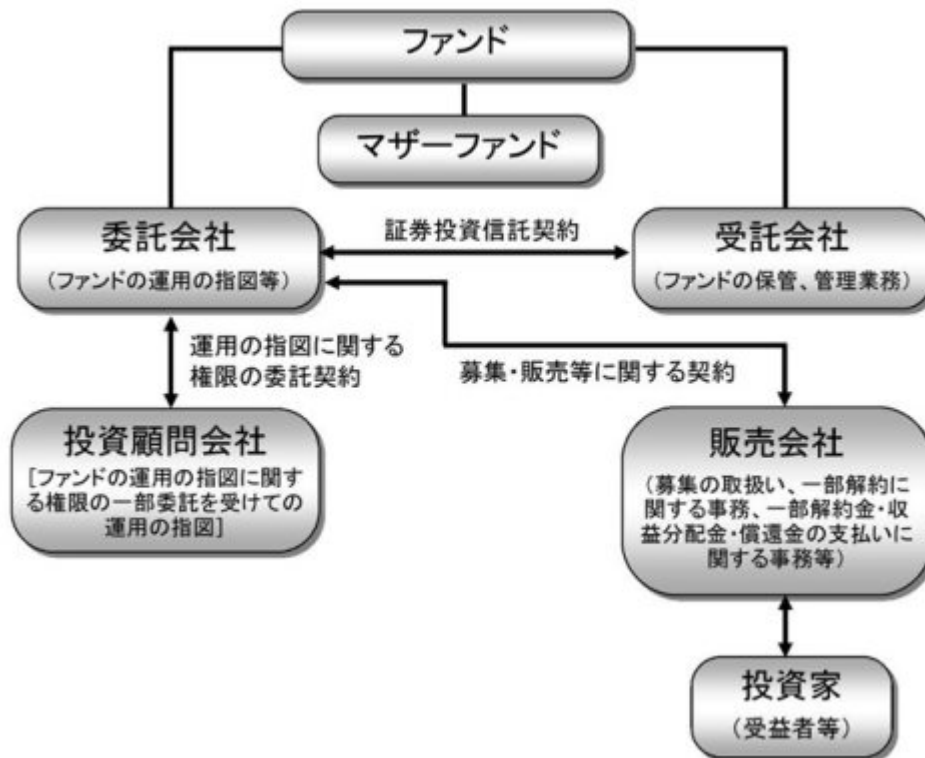 ファンド
マザーファンド
委託会社
(ファンドの運用の指図等)
証券投資信託契約
受託会社
(ファンドの保管、管理業務)
運用の指図に関する
権限の委託契約
募集・販売等に関する契約
投資顧問会社
[ファンドの運用の指図に関す
る権限の一部委託を受けての
運用の指図]
販売会社
(募集の取扱い、一部解約に
関する事務、一部解約金・収
益分配金・償還金の支払いに
関する事務等)
投資家
(受益者等)